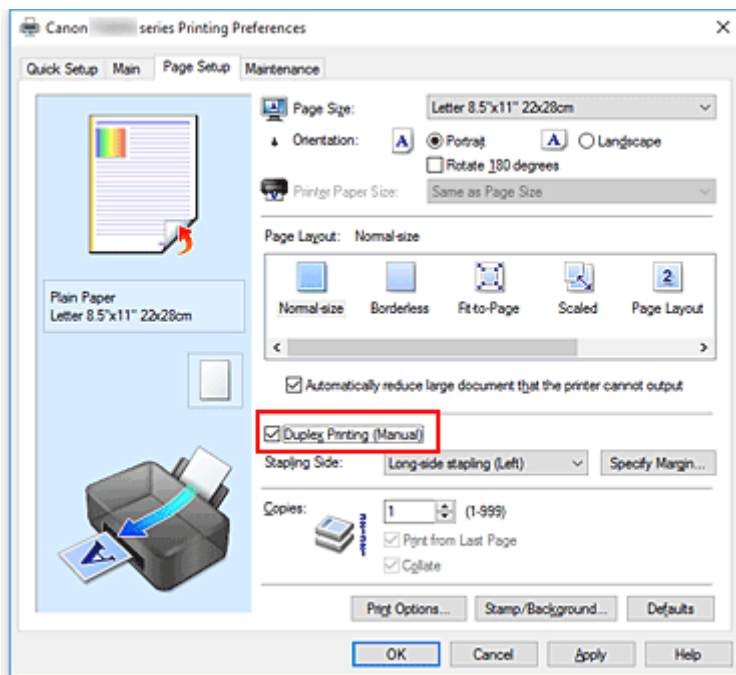 Canon series Printing Preferences
Quick Setup Main Page Setup Maintenance
Page Size: Letter 8.5"x11" 22x28cm
Orientation: A Portrait A Landscape
Rotate 180 degrees
Printer Paper Size: Same as Page Size
Page Layout: Normal-size
2
Normal-size Borderless Fit-to-Page Scaled Page Layout
Plain Paper
Letter 8.5"x11" 22x28cm
Automatically reduce large document that the printer cannot output
Duplex Printing (Manual)
Stapling Side: Long-side stapling (Left) Specify Margin...
Copies: 1 (1-999)
Print from Last Page
Collate
A
Print Options... Stamp/Background... Defaults
OK Cancel Apply Help